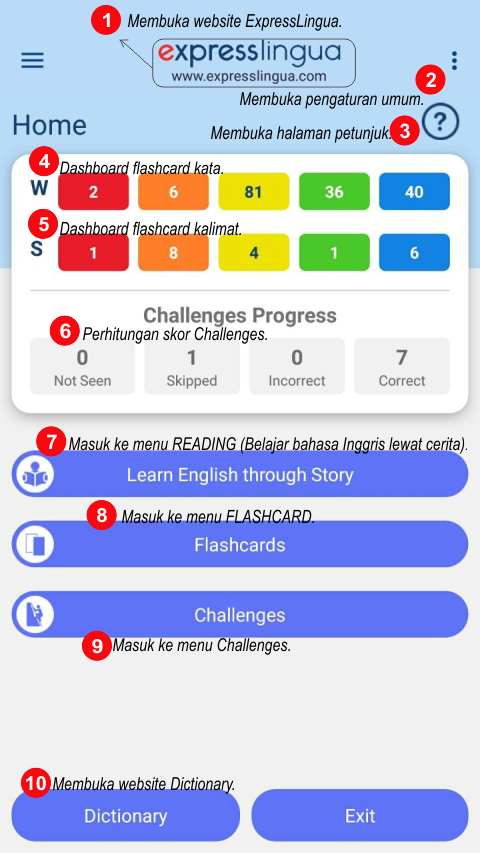 1 Membuka website ExpressLingua.
expresslingua
www.expresslingua.com
2
Membuka pengaturan umum.
Home
Membuka halaman petunjuk. 3 ?
4 Dashboard flashcard kata.
W 2 6 81 36 40
5 Dashboard flashcard kalimat.
S 1 8 4 1 6
Challenges Progress
6 Perhitungan skor Challenges.
0 1 0 7
Not Seen Skipped Incorrect Correct
7 Masuk ke menu READING (Belajar bahasa Inggris lewat cerita).
Learn English through Story
8 Masuk ke menu FLASHCARD.
Flashcards
Challenges
9 Masuk ke menu Challenges.
10 Membuka website Dictionary.
Dictionary Exit